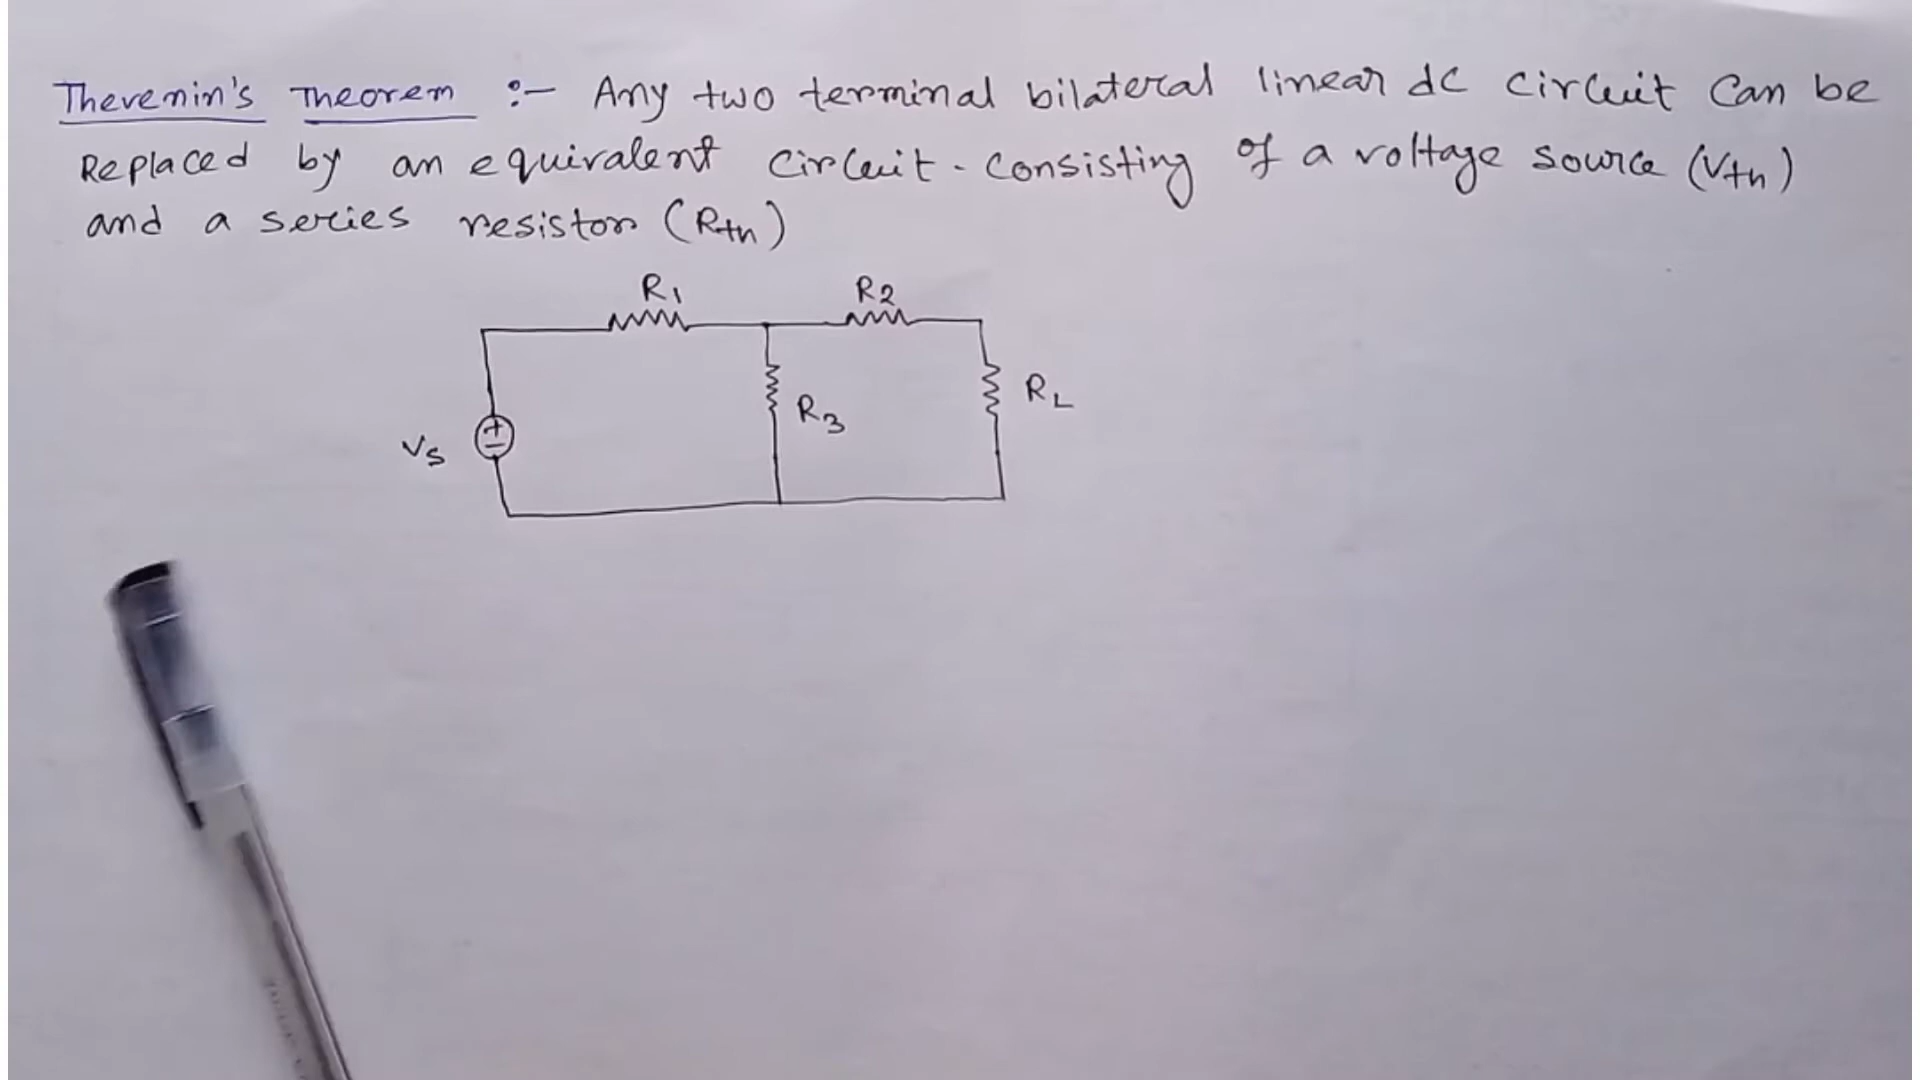 Thevenin's Theorem :- Any two terminal bilateral linear dc circuit can be
Replaced by an equivalent circuit - consisting of a voltage source (Vth)
and a series resistor (Rth)
R1 R2
R3 RL
Vs